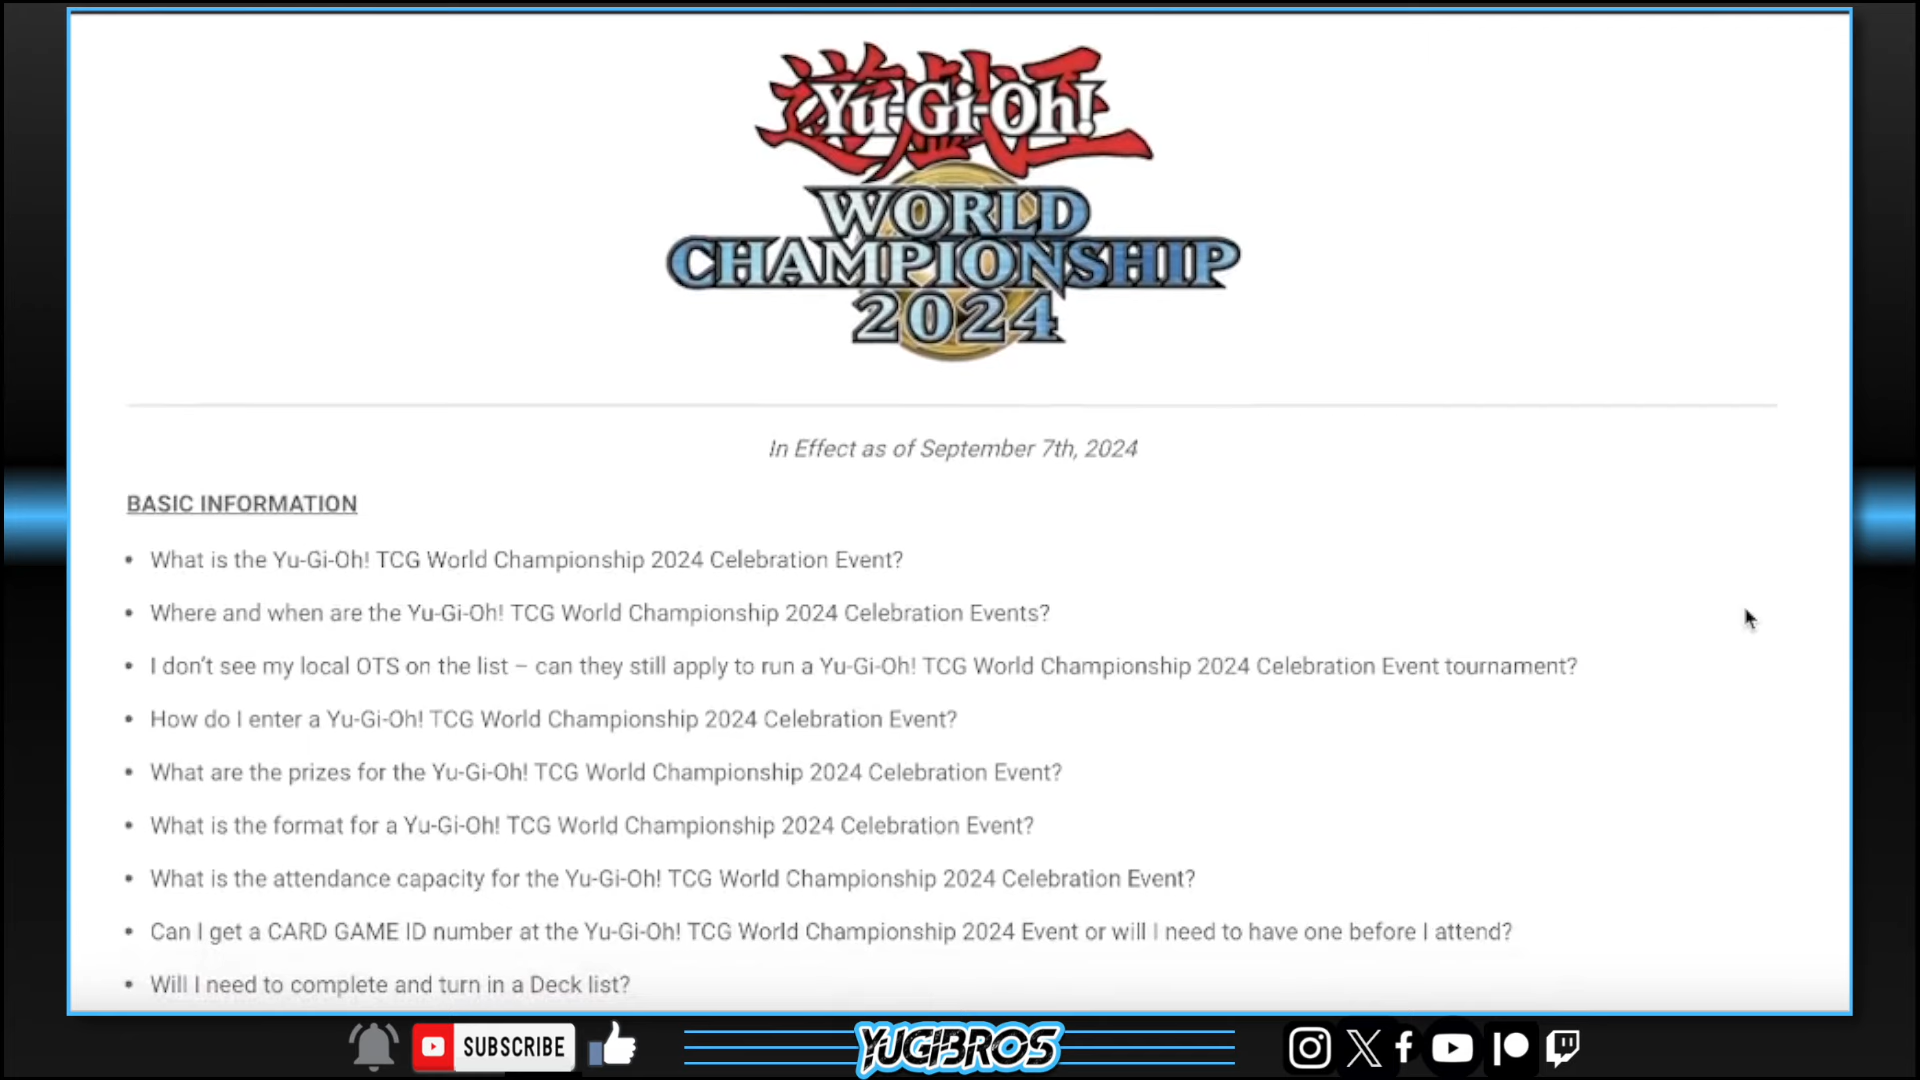 遊戯王
Yu-Gi-Oh!
WORLD
CHAMPIONSHIP
2024
In Effect as of September 7th, 2024
BASIC INFORMATION
• What is the Yu-Gi-Oh! TCG World Championship 2024 Celebration Event?
• Where and when are the Yu-Gi-Oh! TCG World Championship 2024 Celebration Events?
• I don’t see my local OTS on the list – can they still apply to run a Yu-Gi-Oh! TCG World Championship 2024 Celebration Event tournament?
• How do I enter a Yu-Gi-Oh! TCG World Championship 2024 Celebration Event?
• What are the prizes for the Yu-Gi-Oh! TCG World Championship 2024 Celebration Event?
• What is the format for a Yu-Gi-Oh! TCG World Championship 2024 Celebration Event?
• What is the attendance capacity for the Yu-Gi-Oh! TCG World Championship 2024 Celebration Event?
• Can I get a CARD GAME ID number at the Yu-Gi-Oh! TCG World Championship 2024 Event or will I need to have one before I attend?
• Will I need to complete and turn in a Deck list?
SUBSCRIBE
YUGIBROS